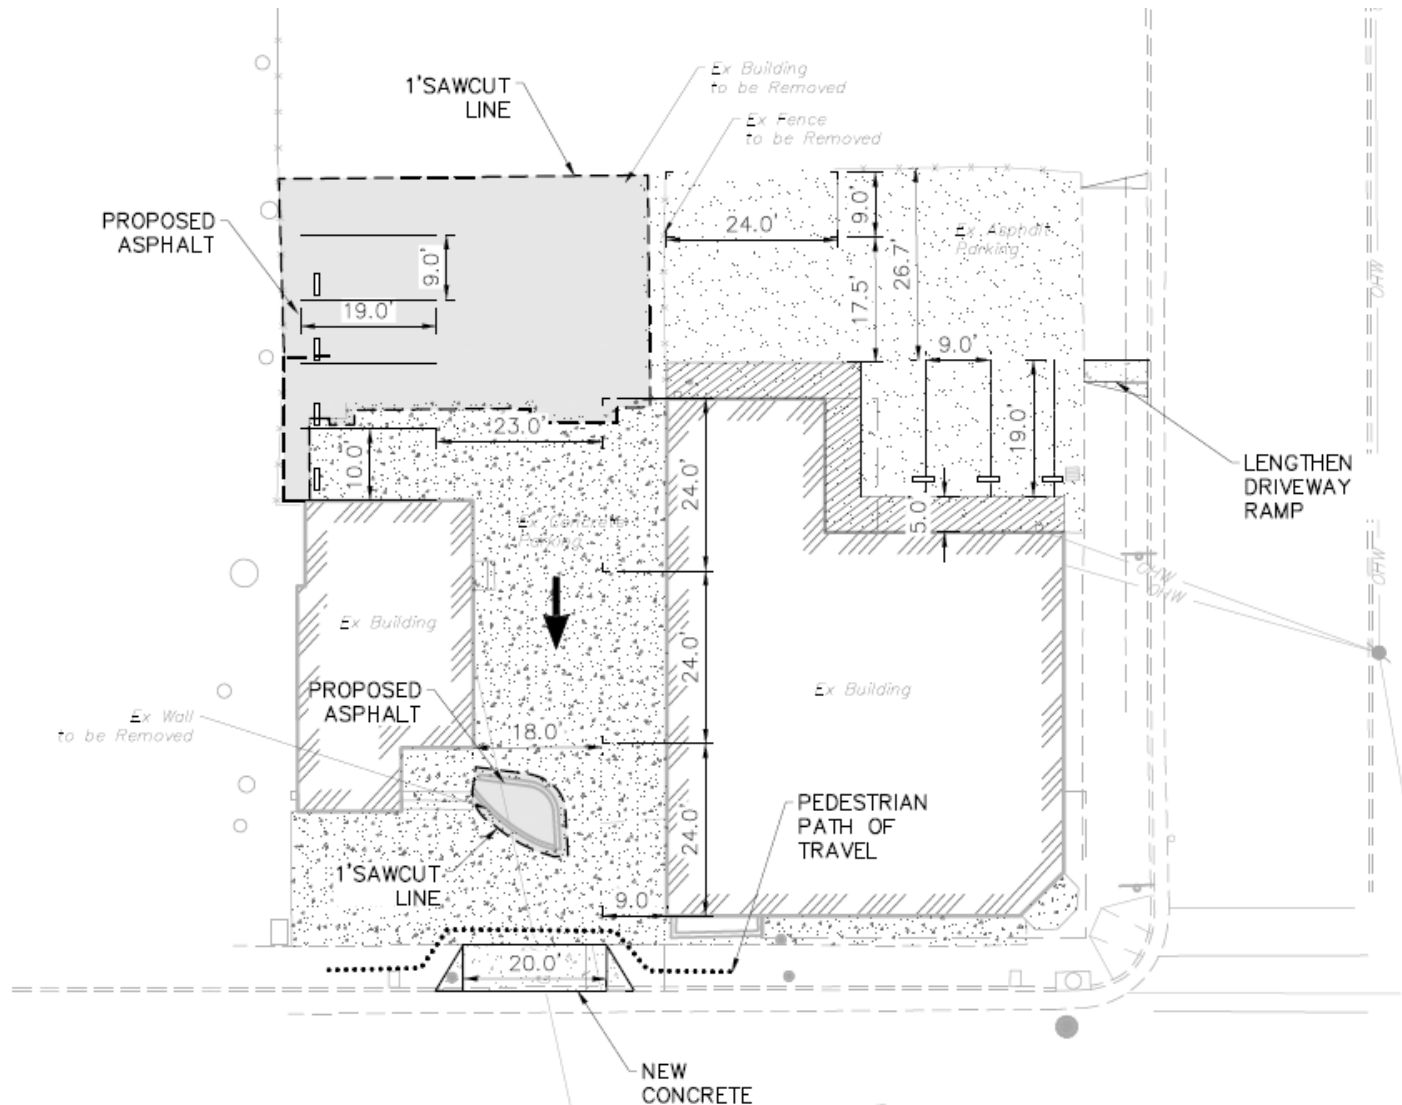 Ex Building
to be Removed
1'SAWCUT
LINE
Ex Fence
to be Removed
PROPOSED
ASPHALT
24.0'
9.0'
Ex Asphalt
Parking
9.0'
26.7'
17.5'
19.0'
9.0'
OHW
23.0'
19.0'
10.0'
24.0'
LENGTHEN
DRIVEWAY
RAMP
5.0'
Ex Concrete
Parking
OHW
OHW
OHW
Ex Building
24.0'
PROPOSED
ASPHALT
Ex Building
Ex Wall
to be Removed
18.0'
PEDESTRIAN
PATH OF
TRAVEL
24.0'
1'SAWCUT
LINE
9.0'
20.0'
NEW
CONCRETE